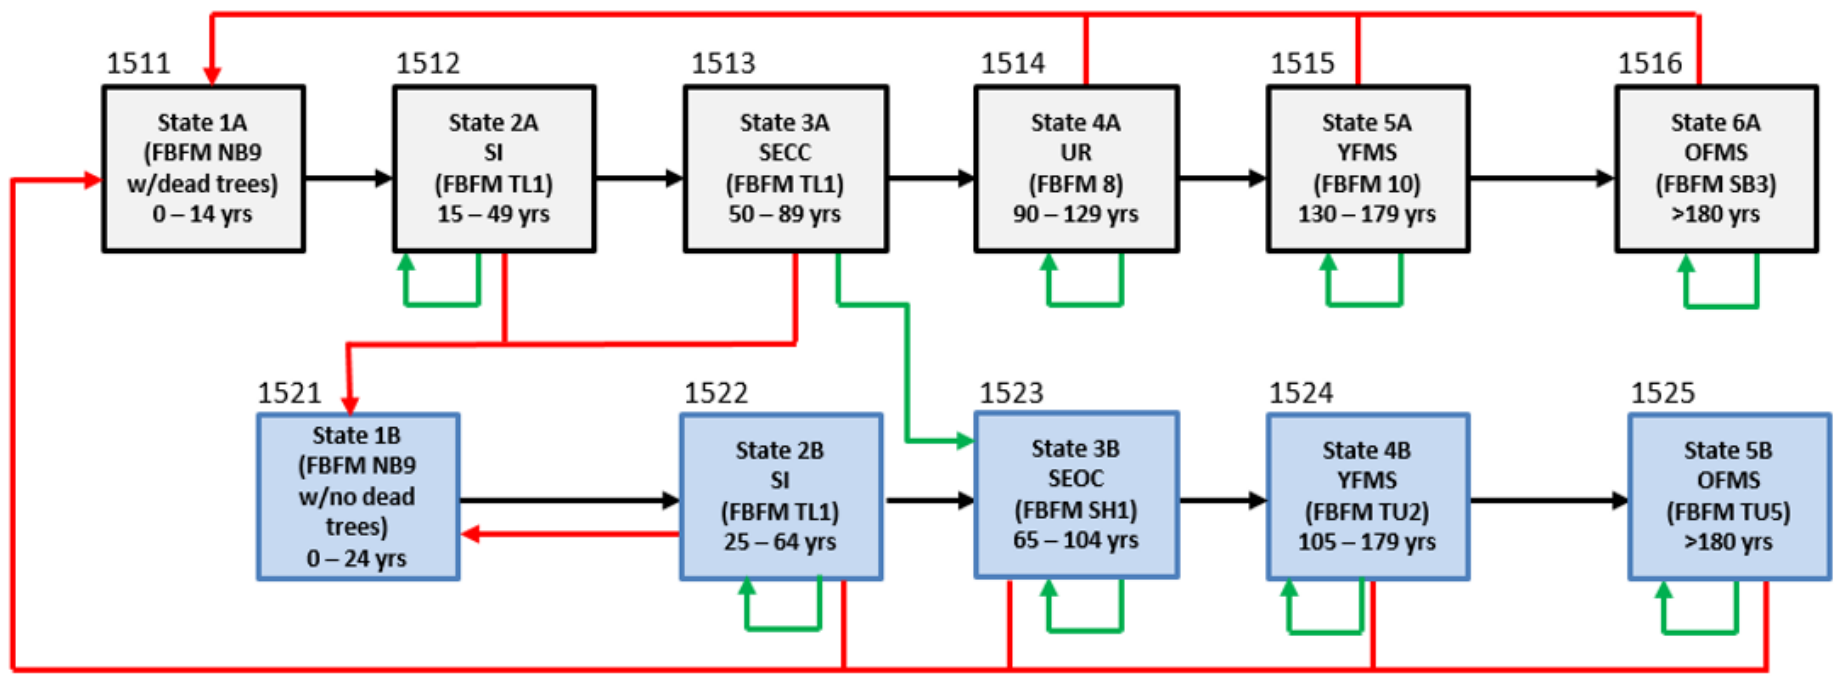 1511
State 1A
(FBFM NB9
w/dead trees)
0 – 14 yrs
1512
State 2A
SI
(FBFM TL1)
15 – 49 yrs
1513
State 3A
SECC
(FBFM TL1)
50 – 89 yrs
1514
State 4A
UR
(FBFM 8)
90 – 129 yrs
1515
State 5A
YFMS
(FBFM 10)
130 – 179 yrs
1516
State 6A
OFMS
(FBFM SB3)
>180 yrs
1521
State 1B
(FBFM NB9
w/no dead
trees)
0 – 24 yrs
1522
State 2B
SI
(FBFM TL1)
25 – 64 yrs
1523
State 3B
SEOC
(FBFM SH1)
65 – 104 yrs
1524
State 4B
YFMS
(FBFM TU2)
105 – 179 yrs
1525
State 5B
OFMS
(FBFM TU5)
>180 yrs